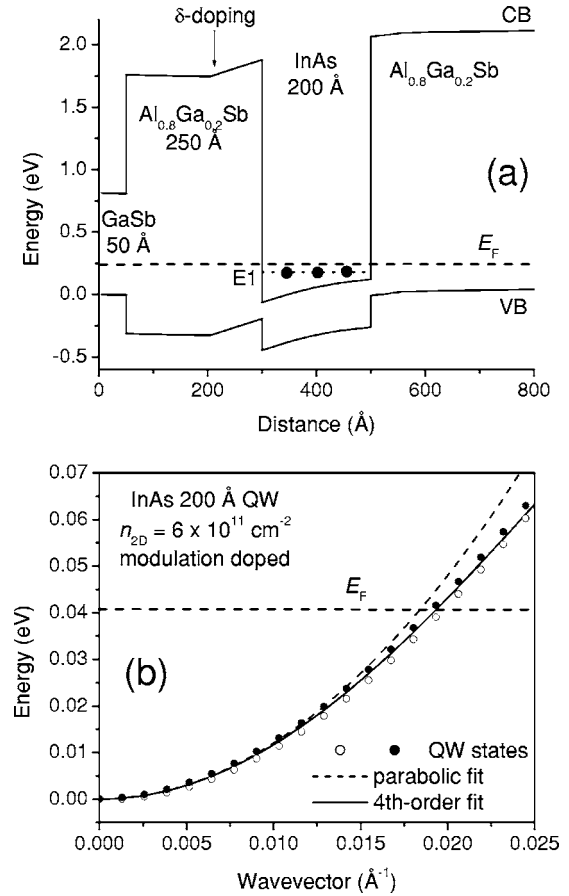 (a)
δ-doping
CB
InAs
200 Å
Al0.8Ga0.2Sb
Al0.8Ga0.2Sb
250 Å
GaSb
50 Å
E1
EF
VB
Energy (eV)
2.0
1.5
1.0
0.5
0.0
-0.5
0 200 400 600 800
Distance (Å)
InAs 200 Å QW
n2D = 6 x 10^11 cm^-2
modulation doped
EF
(b)
QW states
parabolic fit
4th-order fit
Energy (eV)
0.07
0.06
0.05
0.04
0.03
0.02
0.01
0.00
0.000 0.005 0.010 0.015 0.020 0.025
Wavevector (Å^-1)